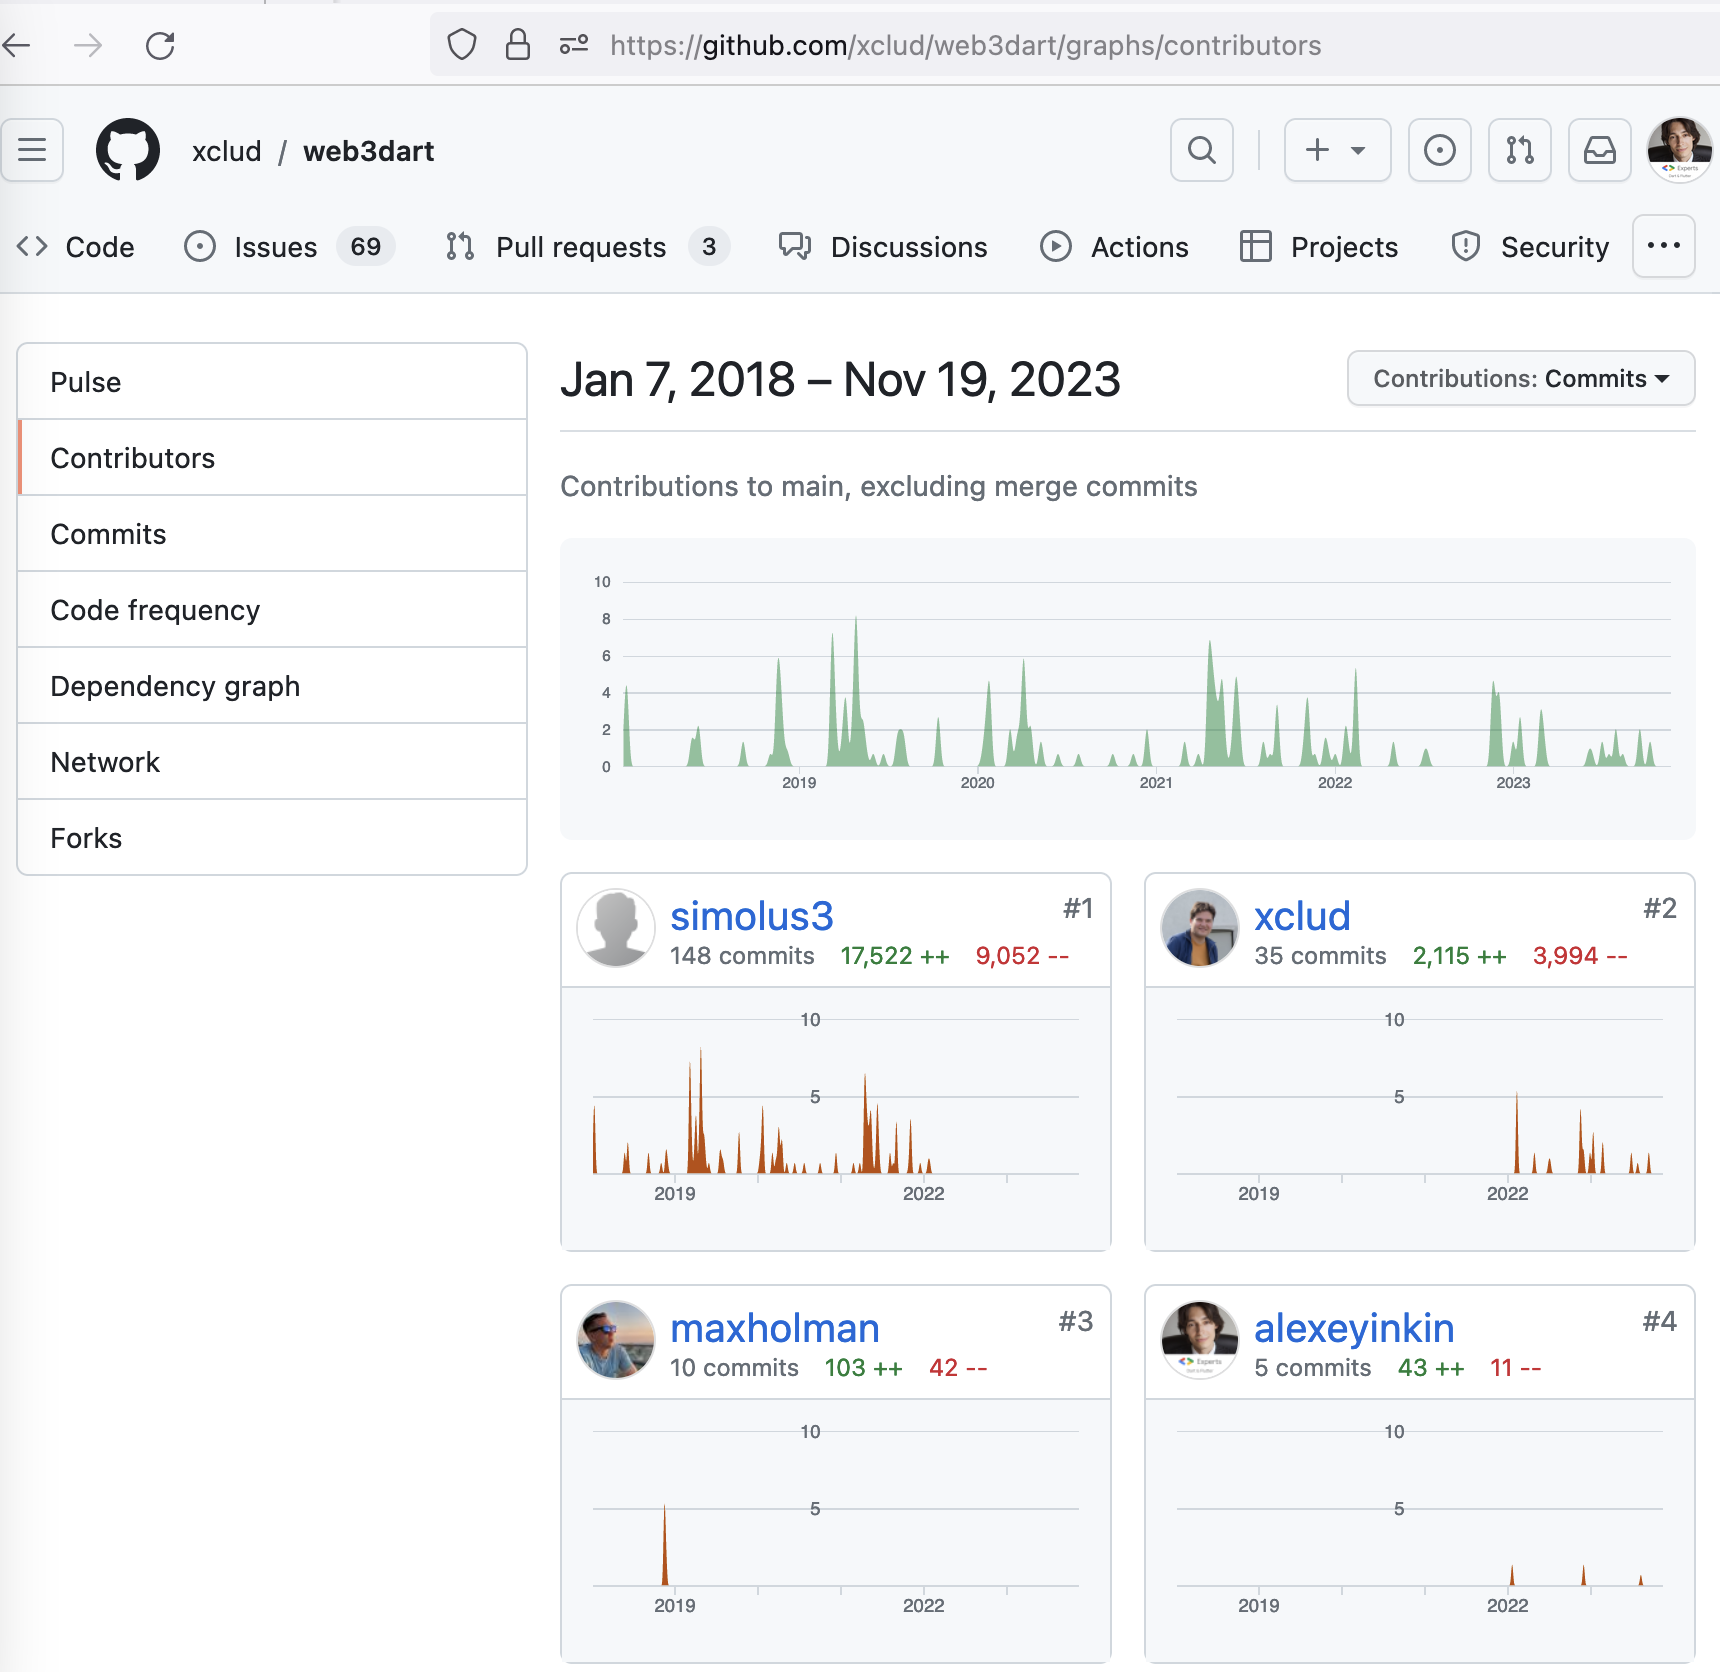 https://github.com/xclud/web3dart/graphs/contributors
xclud / web3dart
Code Issues 69 Pull requests 3 Discussions Actions Projects Security
Pulse
Contributors
Commits
Code frequency
Dependency graph
Network
Forks
Jan 7, 2018 – Nov 19, 2023
Contributions: Commits
Contributions to main, excluding merge commits
10
8
6
4
2
0
2019 2020 2021 2022 2023
simolus3 #1
148 commits 17,522 ++ 9,052 --
10
5
2019 2022
xclud #2
35 commits 2,115 ++ 3,994 --
10
5
2019 2022
maxholman #3
10 commits 103 ++ 42 --
10
5
2019 2022
alexeyinkin #4
Experts
5 commits 43 ++ 11 --
10
5
2019 2022